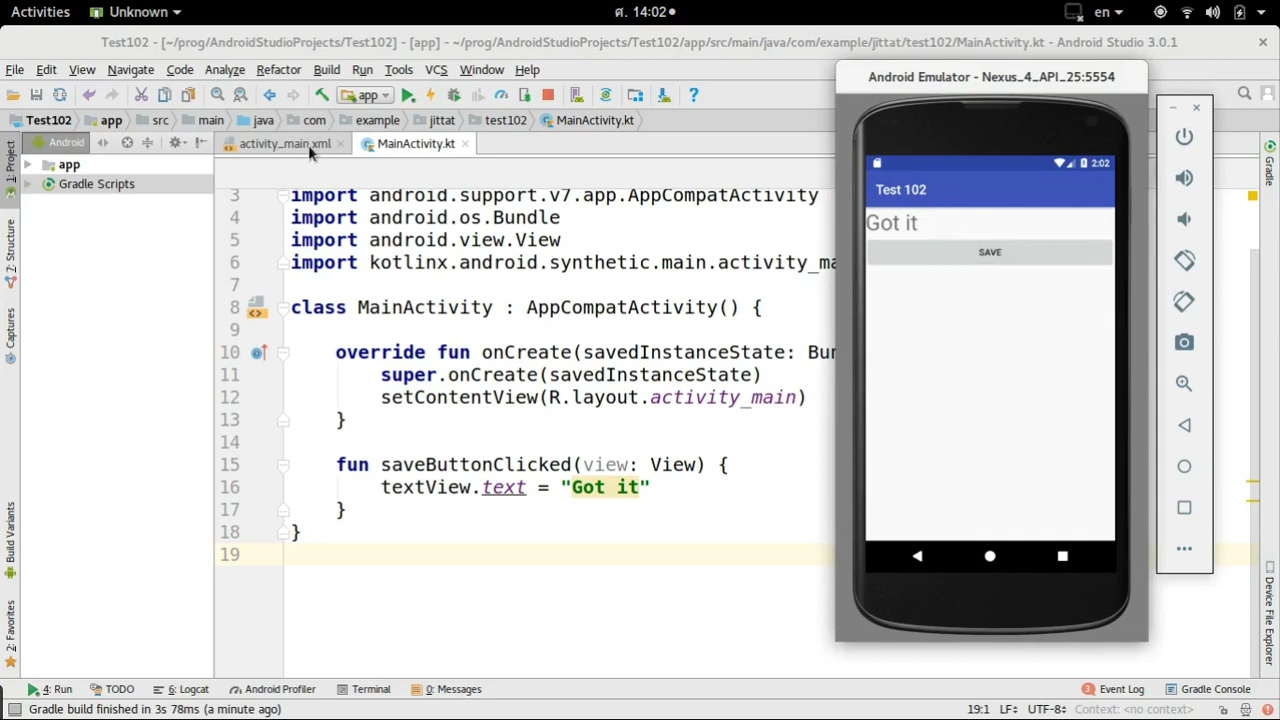 Activities Unknown ศ. 14:02 en
Test102 - [~/prog/AndroidStudioProjects/Test102] - [app] - ~/prog/AndroidStudioProjects/Test102/app/src/main/java/com/example/jittat/test102/MainActivity.kt - Android Studio 3.0.1
File Edit View Navigate Code Analyze Refactor Build Run Tools VCS Window Help
app
Test102 app src main java com example jittat test102 MainActivity.kt
Android activity_main.xml MainActivity.kt
app
Gradle Scripts
1: Project
7: Structure
Captures
Build Variants
2: Favorites
3 import android.support.v7.app.AppCompatActivity
4 import android.os.Bundle
5 import android.view.View
6 import kotlinx.android.synthetic.main.activity_ma
7
8 class MainActivity : AppCompatActivity() {
9
10 override fun onCreate(savedInstanceState: Bun
11 super.onCreate(savedInstanceState)
12 setContentView(R.layout.activity_main)
13 }
14
15 fun saveButtonClicked(view: View) {
16 textView.text = "Got it"
17 }
18 }
19
Android Emulator - Nexus_4_API_25:5554
2:02
Test 102
Got it
SAVE
Gradle
Device File Explorer
4: Run TODO 6: Logcat Android Profiler Terminal 0: Messages 3 Event Log Gradle Console
Gradle build finished in 3s 78ms (a minute ago) 19:1 LF÷ UTF-8÷ Context: <no context>